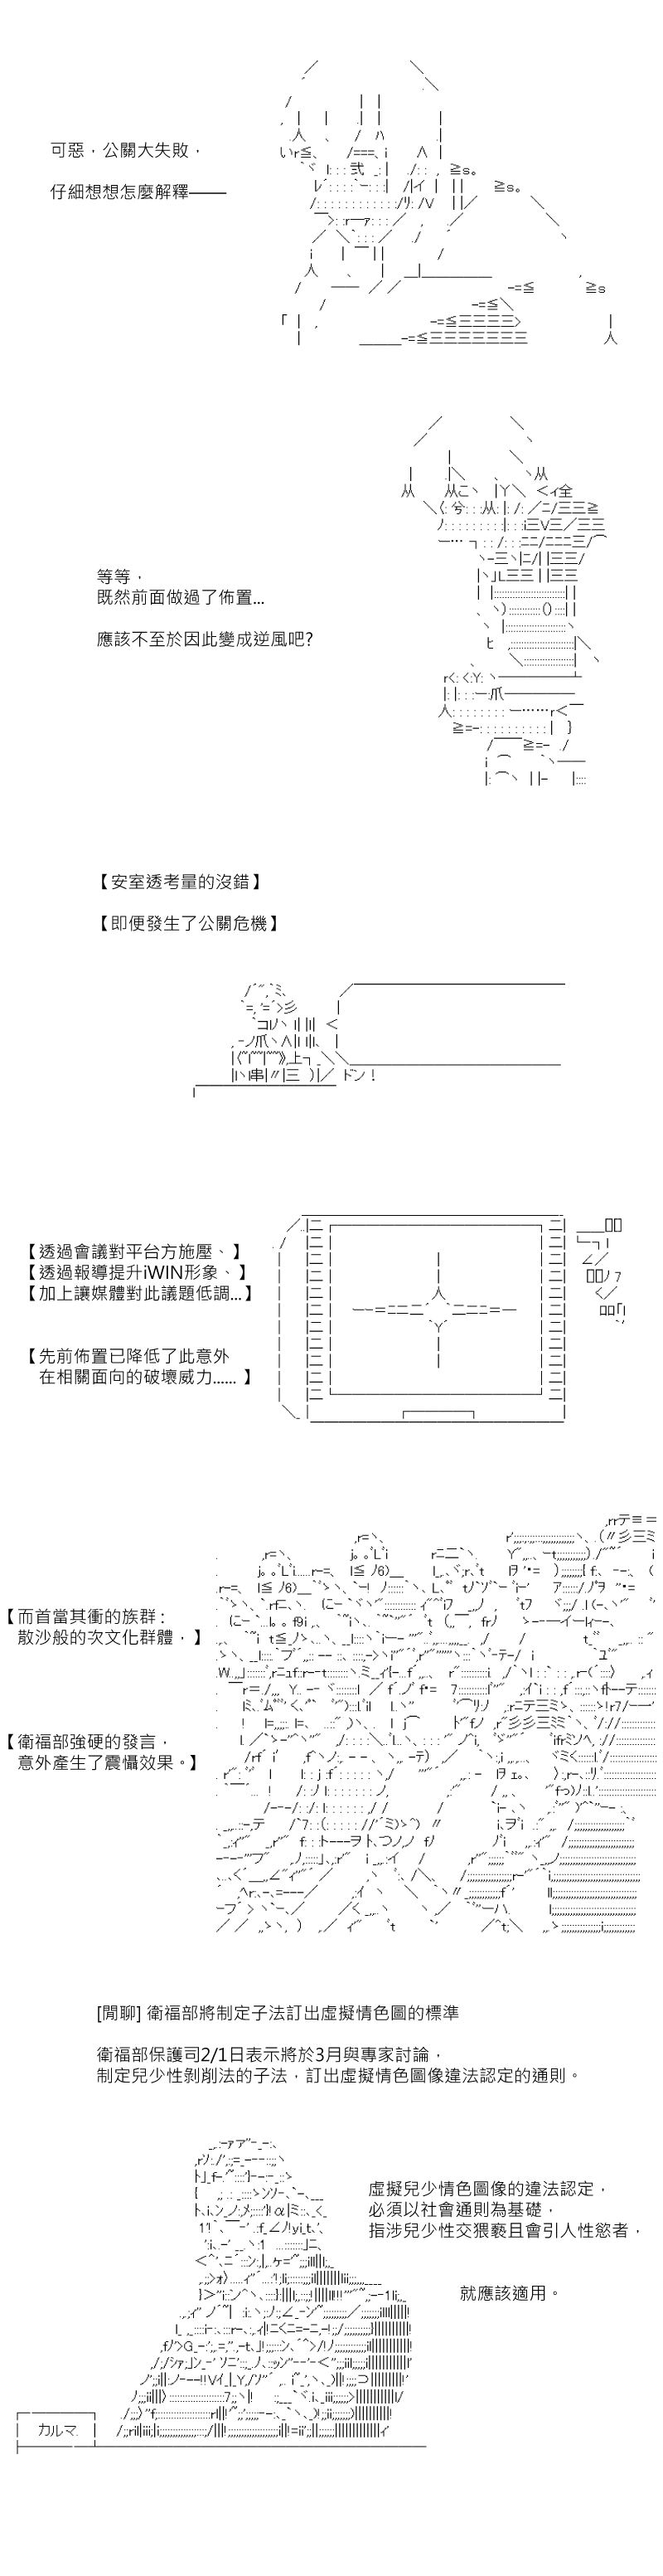 可惡，公關大失敗，
仔細想想怎麼解釋——
等等，
既然前面做過了佈置...
應該不至於因此變成逆風吧?
【安室透考量的沒錯】
【即便發生了公關危機】
ドン！
【透過會議對平台方施壓、】
【透過報導提升iWIN形象、】
【加上讓媒體對此議題低調...】
【先前佈置已降低了此意外
在相關面向的破壞威力...... 】
【而首當其衝的族群：
散沙般的次文化群體，】
【衛福部強硬的發言，
意外產生了震懾效果。】
[閒聊] 衛福部將制定子法訂出虛擬情色圖的標準
衛福部保護司2/1日表示將於3月與專家討論，
制定兒少性剝削法的子法，訂出虛擬情色圖像違法認定的通則。
虛擬兒少情色圖像的違法認定，
必須以社會通則為基礎，
指涉兒少性交猥褻且會引人性慾者，
就應該適用。
カルマ.